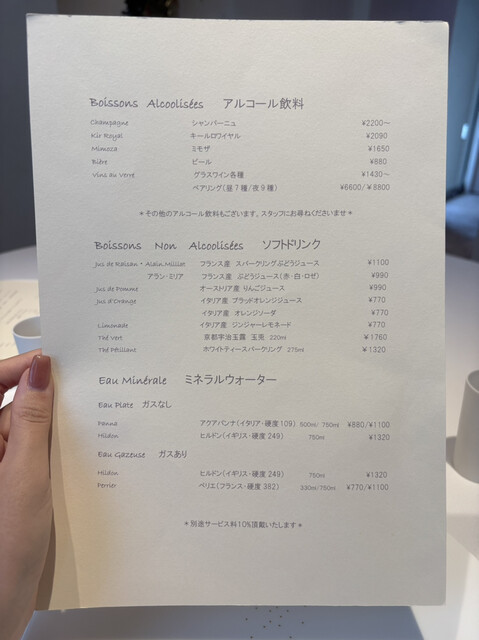 Boissons Alcoolisées アルコール飲料
Champagne シャンパーニュ ¥2200～
Kir Royal キールロワイヤル ¥2090
Mimoza ミモザ ¥1650
Bière ビール ¥880
Vins au Verre グラスワイン各種 ¥1430～
ペアリング(昼7種/夜9種) ¥6600/¥8800
＊その他のアルコール飲料もございます。スタッフにお尋ねくださいませ＊
Boissons Non Alcoolisées ソフトドリンク
Jus de Raisan・Alain.Milliat フランス産 スパークリングぶどうジュース ¥1100
アラン・ミリア フランス産 ぶどうジュース(赤・白・ロゼ) ¥990
Jus de Pomme オーストリア産 りんごジュース ¥990
Jus d'Orange イタリア産 ブラッドオレンジジュース ¥770
イタリア産 オレンジソーダ ¥770
Limonade イタリア産 ジンジャーレモネード ¥770
Thé Vert 京都宇治玉露 玉兎 220ml ¥1760
Thé Pétillant ホワイトティースパークリング 275ml ¥1320
Eau Minérale ミネラルウォーター
Eau Plate ガスなし
Panna アクアパンナ(イタリア・硬度109) 500ml/750ml ¥880/¥1100
Hildon ヒルドン(イギリス・硬度249) 750ml ¥1320
Eau Gazeuse ガスあり
Hildon ヒルドン(イギリス・硬度249) 750ml ¥1320
Perrier ペリエ(フランス・硬度382) 330ml/750ml ¥770/¥1100
＊別途サービス料10%頂戴いたします＊